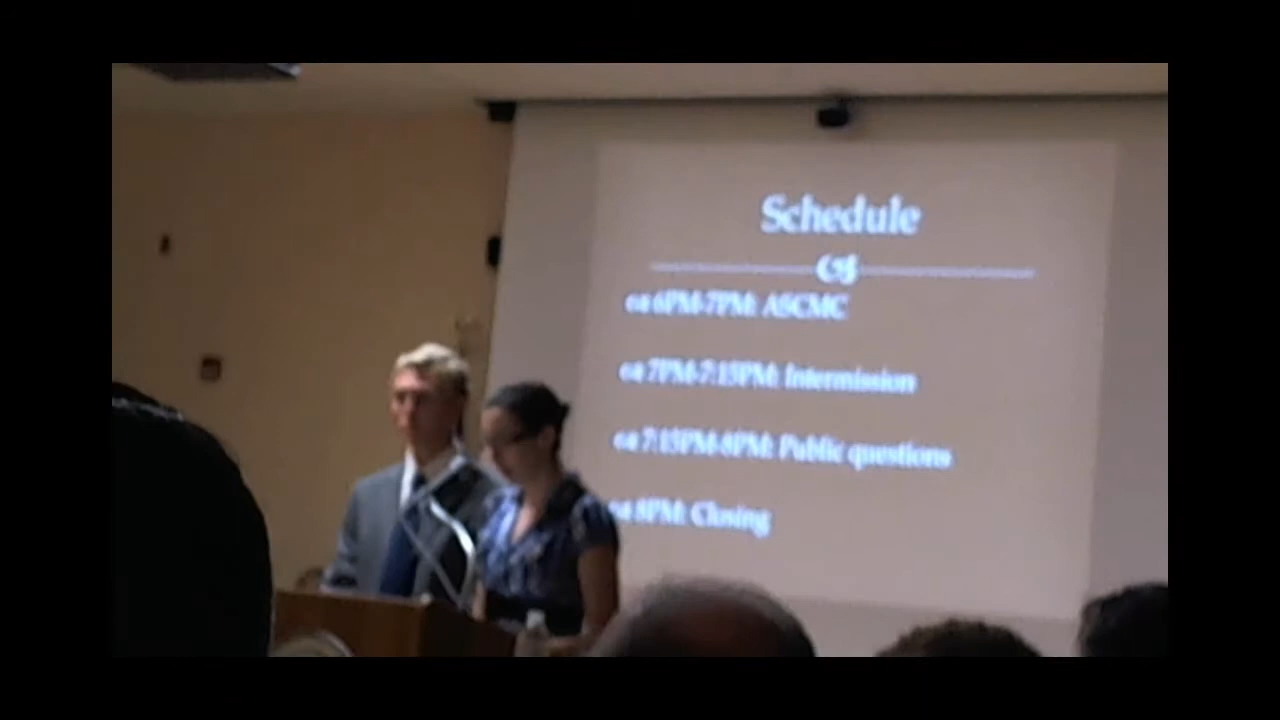 Schedule
6PM-7PM: ASCMC
7PM-7:15PM: Intermission
7:15PM-8PM: Public questions
8PM: Closing